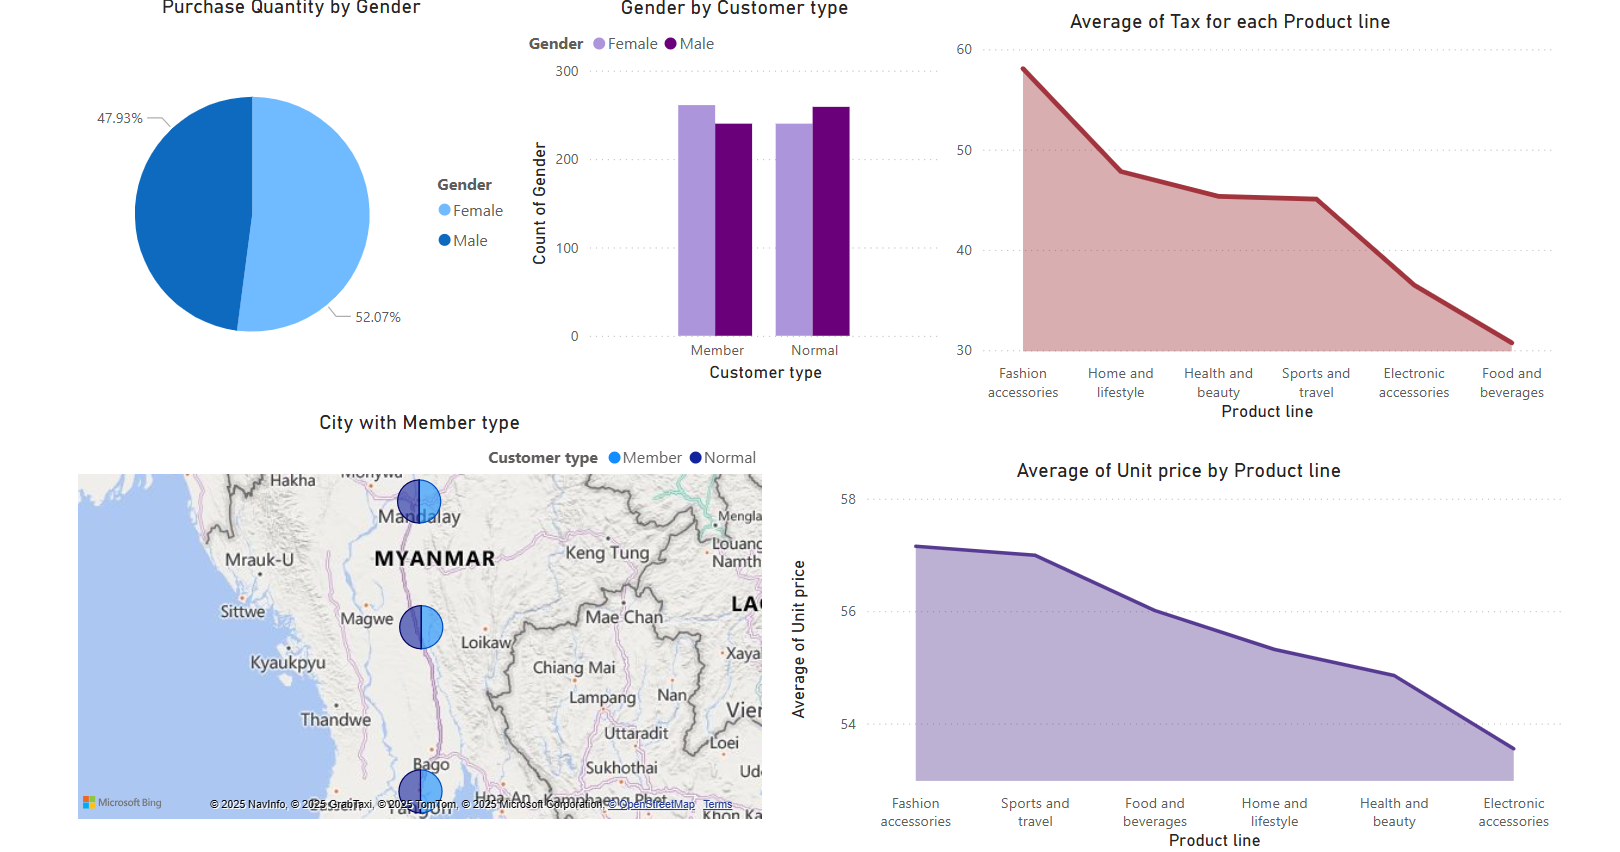 Purchase Quantity by Gender
47.93%
52.07%
Gender
Female
Male
Gender by Customer type
Gender Female Male
Count of Gender
300
200
100
0
Member Normal
Customer type
Average of Tax for each Product line
60
50
40
30
Fashion accessories
Home and lifestyle
Health and beauty
Sports and travel
Electronic accessories
Food and beverages
Product line
City with Member type
Customer type Member Normal
Hakha
Mandalay
Mengla
MYANMAR
Keng Tung
Louang
Namth
Mrauk-U
Sittwe
Magwe
Mae Chan
Loikaw
Kyaukpyu
Chiang Mai
Xaya
Lampang
Nan
Thandwe
Vien
Uttaradit
Loei
Bago
Sukhothai
Microsoft Bing
© 2025 NavInfo, © 2025 GrabTaxi, © 2025 TomTom, © 2025 Microsoft Corporation, © OpenStreetMap Terms
Hpa-An
Kamphaeng Phet
Yangon
Khon Ka
Average of Unit price by Product line
Average of Unit price
58
56
54
Fashion accessories
Sports and travel
Food and beverages
Home and lifestyle
Health and beauty
Electronic accessories
Product line